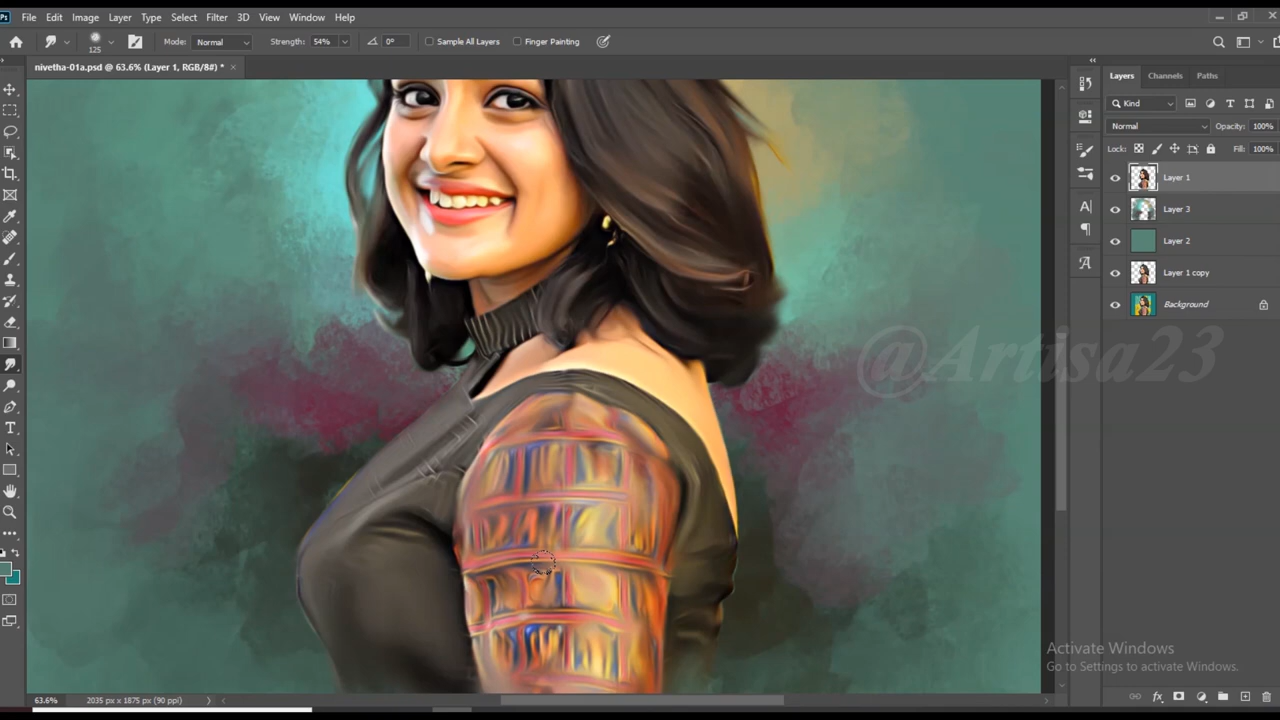 Ps File Edit Image Layer Type Select Filter 3D View Window Help
125 Mode: Normal Strength: 54% 0° Sample All Layers Finger Painting
nivetha-01a.psd @ 63.6% (Layer 1, RGB/8#) * ×
Layers Channels Paths
Kind
Normal Opacity: 100%
Lock: Fill: 100%
Layer 1
Layer 3
Layer 2
Layer 1 copy
Background
@Artisa23
Activate Windows
Go to Settings to activate Windows.
63.6% 2035 px x 1875 px (90 ppi)